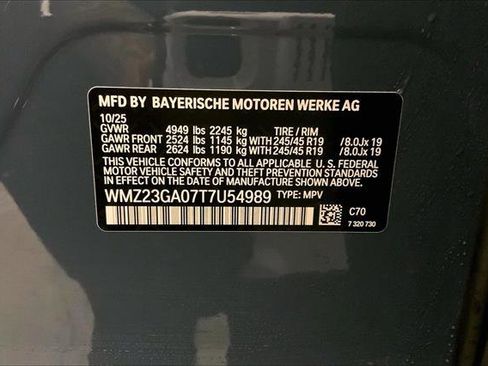 MFD BY BAYERISCHE MOTOREN WERKE AG
10/25
GVWR 4949 lbs 2245 kg TIRE / RIM
GAWR FRONT 2524 lbs 1145 kg WITH 245/45 R19 / 8.0Jx 19
GAWR REAR 2624 lbs 1190 kg WITH 245/45 R19 / 8.0Jx 19
THIS VEHICLE CONFORMS TO ALL APPLICABLE U.S. FEDERAL
MOTOR VEHICLE SAFETY AND THEFT PREVENTION STANDARDS
IN EFFECT ON THE DATE OF MANUFACTURE SHOWN ABOVE.
WMZ23GA07T7U54989 TYPE: MPV
C70
7 320 730